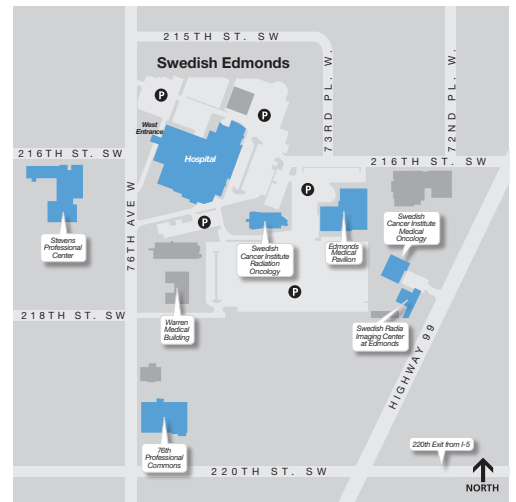 215TH ST. SW
Swedish Edmonds
73RD PL. W.
72ND PL. W.
P
P
West
Entrance
Hospital
216TH ST. SW
216TH ST. SW
76TH AVE W
P
P
Stevens
Professional
Center
Swedish
Cancer Institute
Radiation
Oncology
Edmonds
Medical
Pavilion
Swedish
Cancer Institute
Medical
Oncology
P
218TH ST. SW
Warren
Medical
Building
Swedish Radia
Imaging Center
at Edmonds
HIGHWAY 99
76th
Professional
Commons
220th Exit from I-5
220TH ST. SW
NORTH